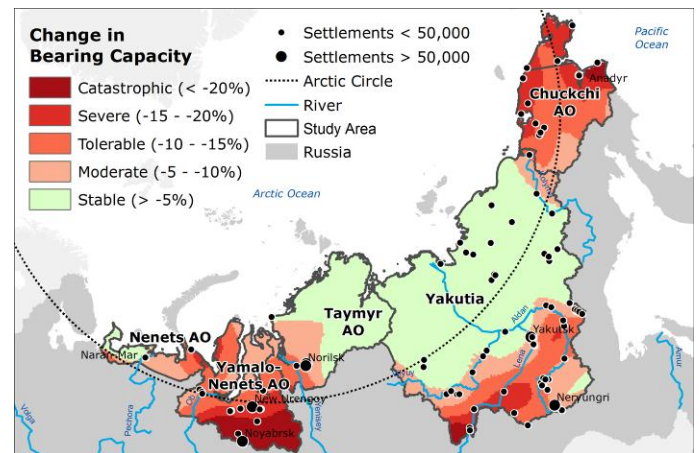 Change in
Bearing Capacity
Catastrophic (< -20%)
Severe (-15 - -20%)
Tolerable (-10 - -15%)
Moderate (-5 - -10%)
Stable (> -5%)
Settlements < 50,000
Settlements > 50,000
Arctic Circle
River
Study Area
Russia
Pacific
Ocean
Anadyr
Chuckchi
AO
Arctic Ocean
Taymyr
AO
Yakutia
Aldan
Nenets AO
Yakutsk
Naran-Mar
Yamalo-
Nenets AO
Norilsk
Lena
Amur
New Urengoy
Ob
Yenisey
Neryungri
Pechora
Volga
Noyabrsk